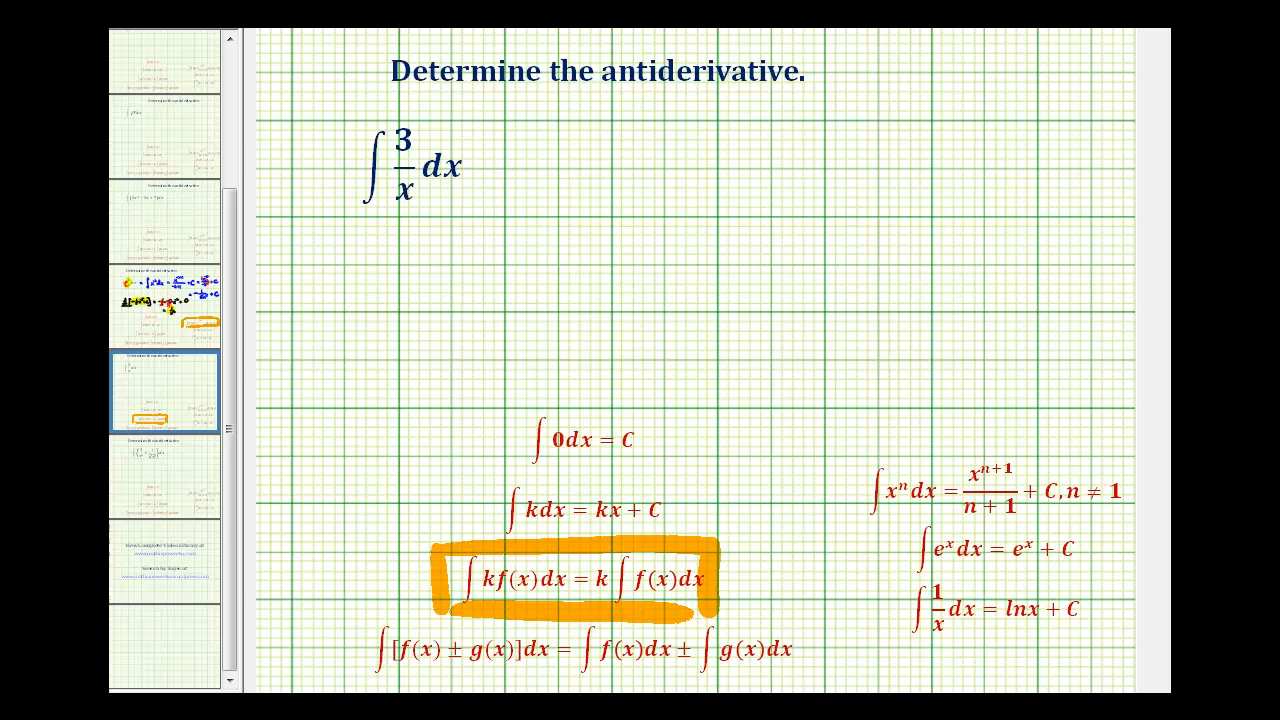 Determine the antiderivative.
∫ 3/x dx
∫ 0dx = C
∫ kdx = kx + C
∫ kf(x)dx = k ∫ f(x)dx
∫ [f(x) ± g(x)]dx = ∫ f(x)dx ± ∫ g(x)dx
∫ xⁿdx = xⁿ⁺¹/n + 1 + C, n ≠ 1
∫ eˣdx = eˣ + C
∫ 1/x dx = lnx + C